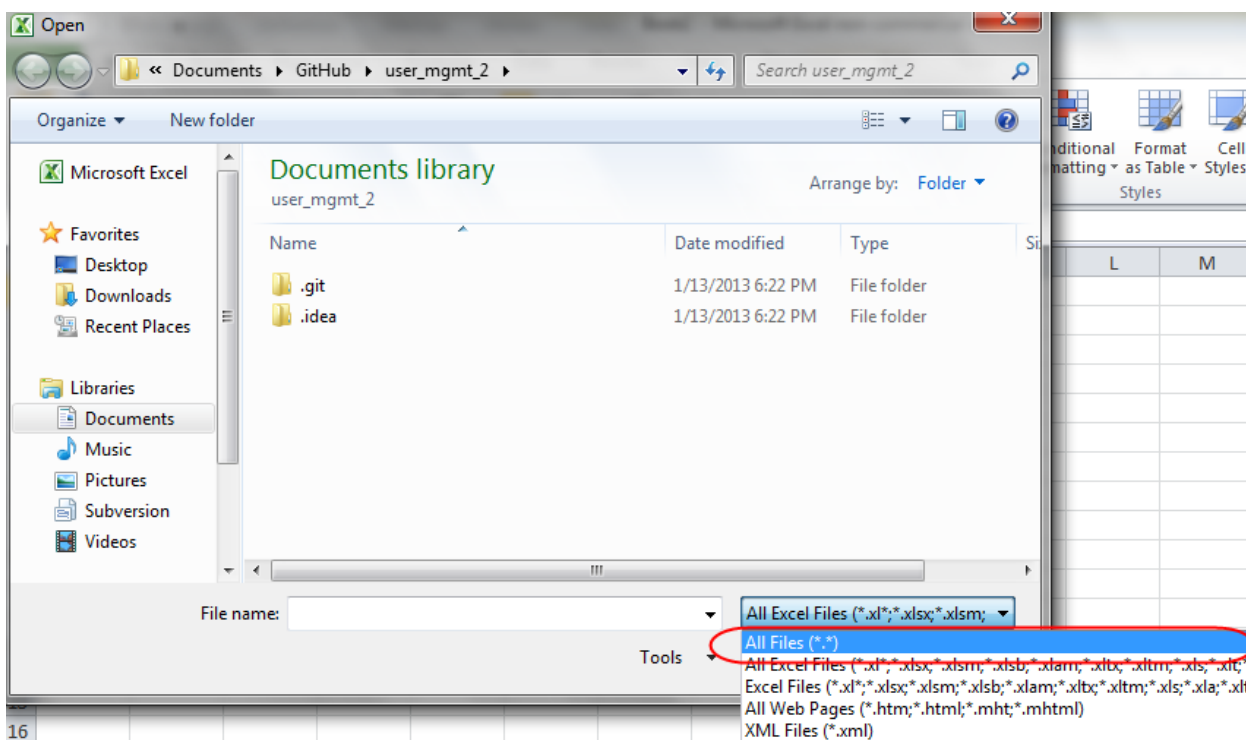 Open
« Documents ▸ GitHub ▸ user_mgmt_2 ▸
Search user_mgmt_2
Organize
New folder
Microsoft Excel
Favorites
Desktop
Downloads
Recent Places
Libraries
Documents
Music
Pictures
Subversion
Videos
Documents library
user_mgmt_2
Arrange by: Folder
Name Date modified Type
.git 1/13/2013 6:22 PM File folder
.idea 1/13/2013 6:22 PM File folder
File name:
All Excel Files (*.xl*;*.xlsx;*.xlsm;
Tools
All Files (*.*)
All Excel Files (*.xl*;*.xlsx;*.xlsm;*.xlsb;*.xlam;*.xltx;*.xltm;*.xls;*.xlt;
Excel Files (*.xl*;*.xlsx;*.xlsm;*.xlsb;*.xlam;*.xltx;*.xltm;*.xls;*.xla;*.xl
All Web Pages (*.htm;*.html;*.mht;*.mhtml)
XML Files (*.xml)
Format
as Table
Cell
Styles
Styles
L M
16